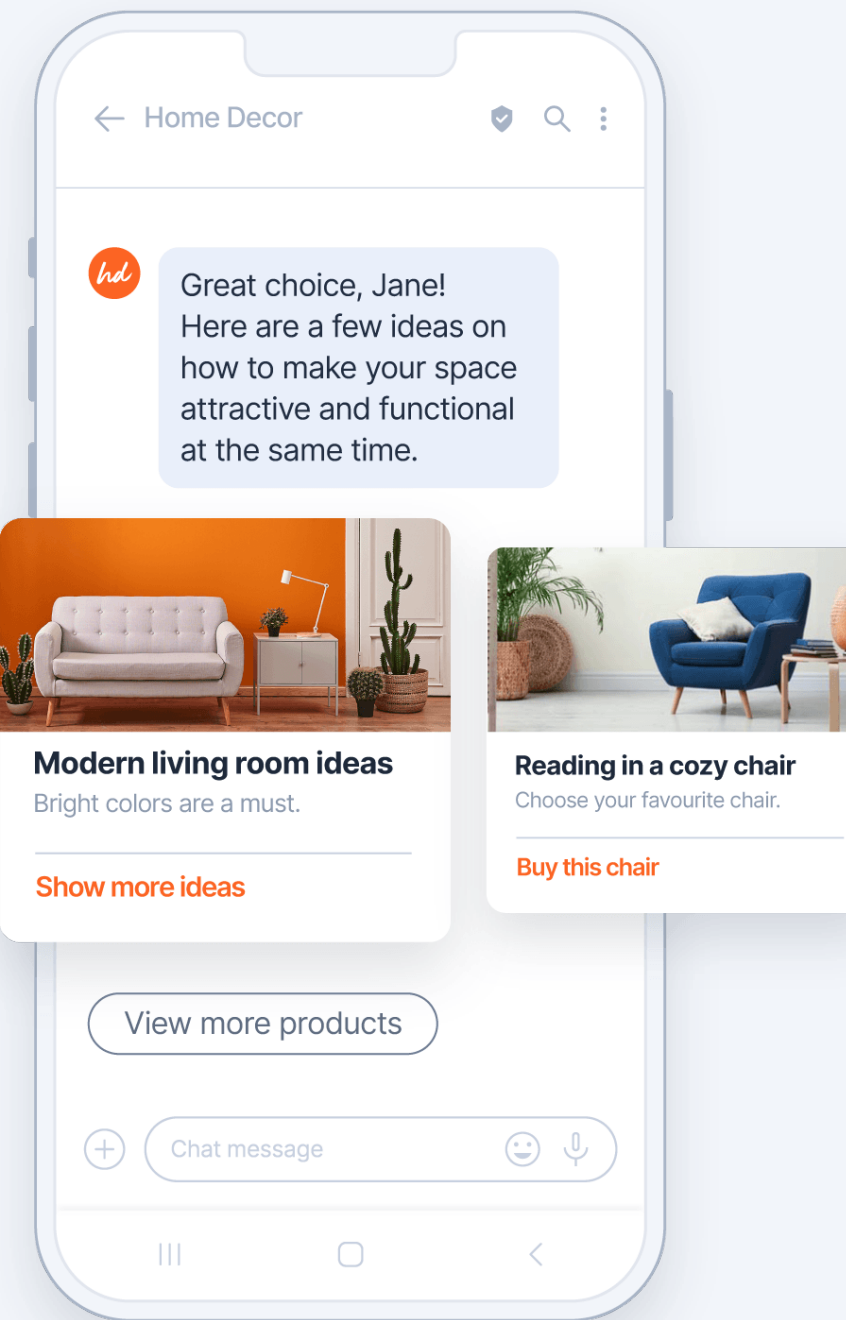 Home Decor
hd
Great choice, Jane!
Here are a few ideas on
how to make your space
attractive and functional
at the same time.
Modern living room ideas
Bright colors are a must.
Show more ideas
Reading in a cozy chair
Choose your favourite chair.
Buy this chair
View more products
Chat message